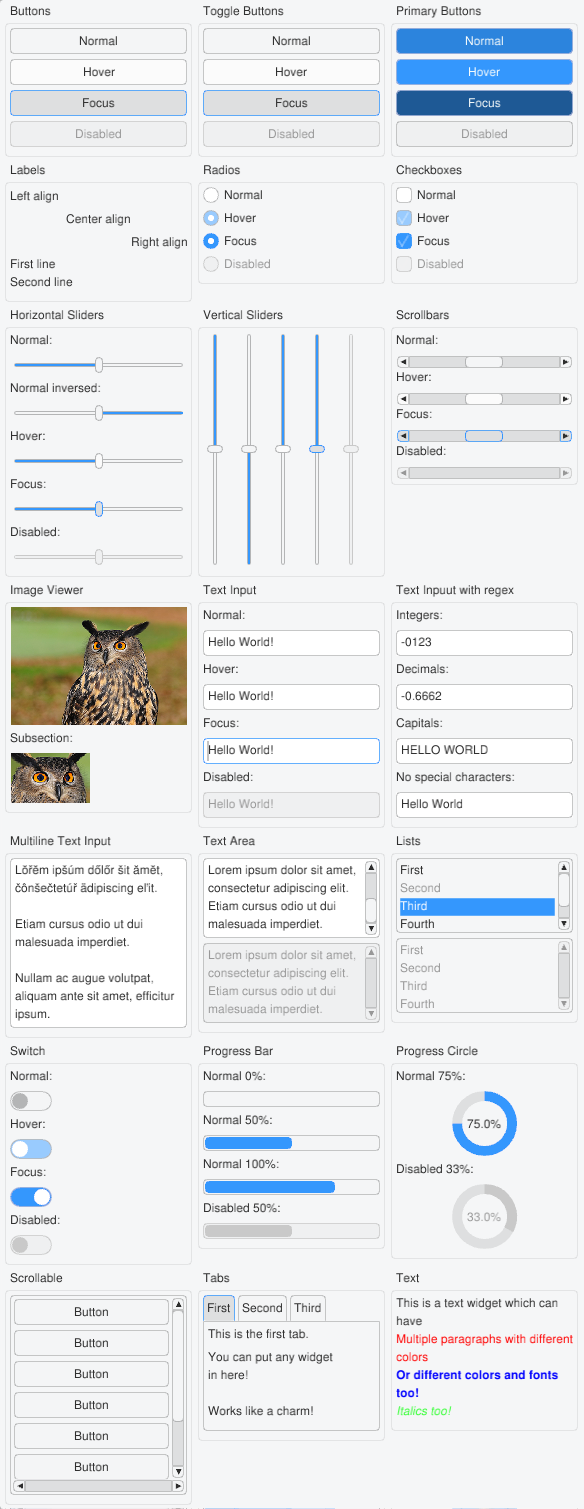 Buttons
Normal
Hover
Focus
Disabled
Toggle Buttons
Normal
Hover
Focus
Disabled
Primary Buttons
Normal
Hover
Focus
Disabled
Labels
Left align
Center align
Right align
First line
Second line
Radios
Normal
Hover
Focus
Disabled
Checkboxes
Normal
Hover
Focus
Disabled
Horizontal Sliders
Normal:
Normal inversed:
Hover:
Focus:
Disabled:
Vertical Sliders
Scrollbars
Normal:
Hover:
Focus:
Disabled:
Image Viewer
Subsection:
Text Input
Normal:
Hello World!
Hover:
Hello World!
Focus:
Hello World!
Disabled:
Hello World!
Text Inpuut with regex
Integers:
-0123
Decimals:
-0.6662
Capitals:
HELLO WORLD
No special characters:
Hello World
Multiline Text Input
Lõřěm ipšúm dőlőr šit ămět,
čônšečtetúř ãdipiscing eľit.
Etiam cursus odio ut dui
malesuada imperdiet.
Nullam ac augue volutpat,
aliquam ante sit amet, efficitur
ipsum.
Text Area
Lorem ipsum dolor sit amet,
consectetur adipiscing elit.
Etiam cursus odio ut dui
malesuada imperdiet.
Lorem ipsum dolor sit amet,
consectetur adipiscing elit.
Etiam cursus odio ut dui
malesuada imperdiet.
Lists
First
Second
Third
Fourth
First
Second
Third
Fourth
Switch
Normal:
Hover:
Focus:
Disabled:
Progress Bar
Normal 0%:
Normal 50%:
Normal 100%:
Disabled 50%:
Progress Circle
Normal 75%:
75.0%
Disabled 33%:
33.0%
Scrollable
Button
Button
Button
Button
Button
Button
Tabs
First
Second
Third
This is the first tab.
You can put any widget
in here!
Works like a charm!
Text
This is a text widget which can
have
Multiple paragraphs with different
colors
Or different colors and fonts
too!
Italics too!